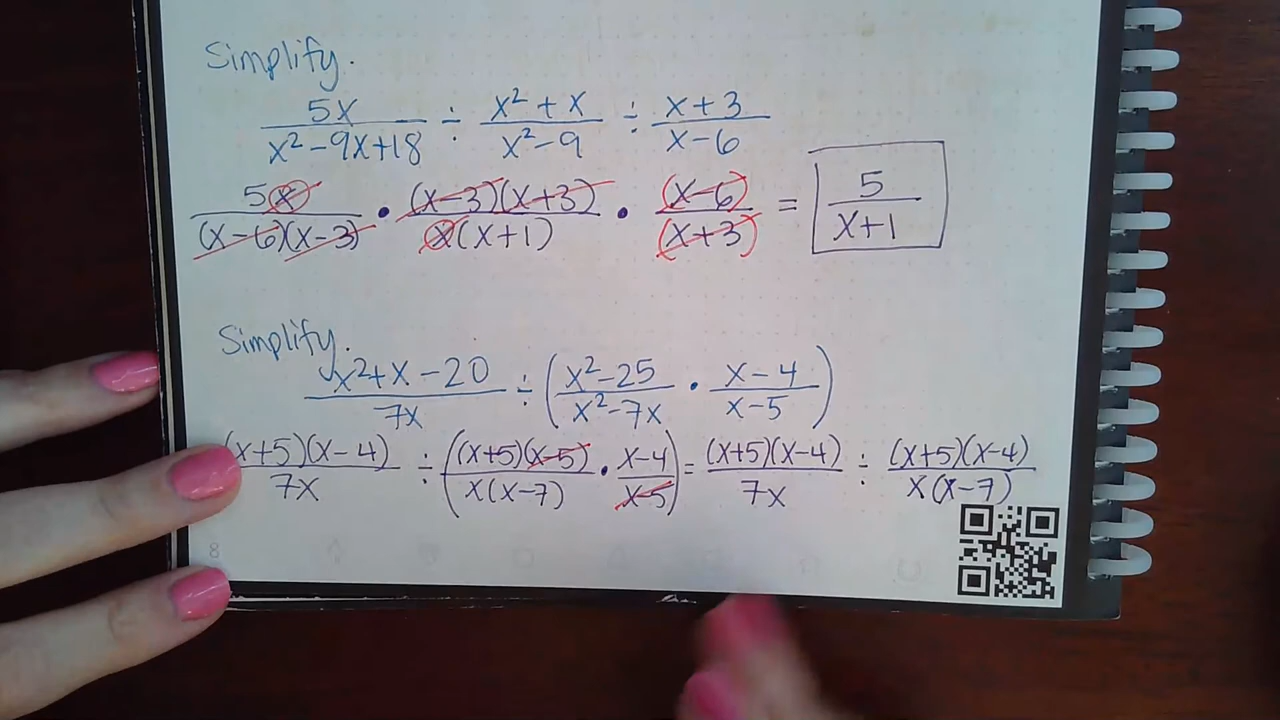 Simplify.
5x / x²-9x+18 ÷ x²+x / x²-9 ÷ x+3 / x-6
5x / (x-6)(x-3) • (x-3)(x+3) / x(x+1) • (x-6) / (x+3) = 5 / x+1
Simplify.
x²+x-20 / 7x ÷ (x²-25 / x²-7x • x-4 / x-5)
(x+5)(x-4) / 7x ÷ ((x+5)(x-5) / x(x-7) • x-4 / x-5) = (x+5)(x-4) / 7x ÷ (x+5)(x-4) / x(x-7)
8